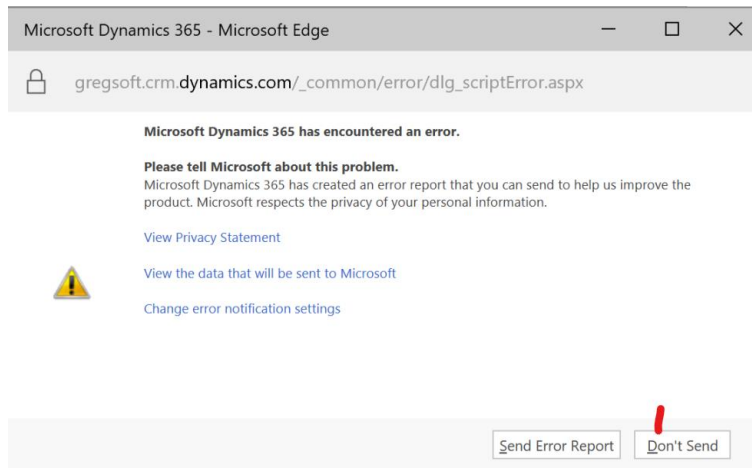 Microsoft Dynamics 365 - Microsoft Edge
gregsoft.crm.dynamics.com/_common/error/dlg_scriptError.aspx
Microsoft Dynamics 365 has encountered an error.
Please tell Microsoft about this problem.
Microsoft Dynamics 365 has created an error report that you can send to help us improve the
product. Microsoft respects the privacy of your personal information.
View Privacy Statement
View the data that will be sent to Microsoft
Change error notification settings
Send Error Report Don't Send